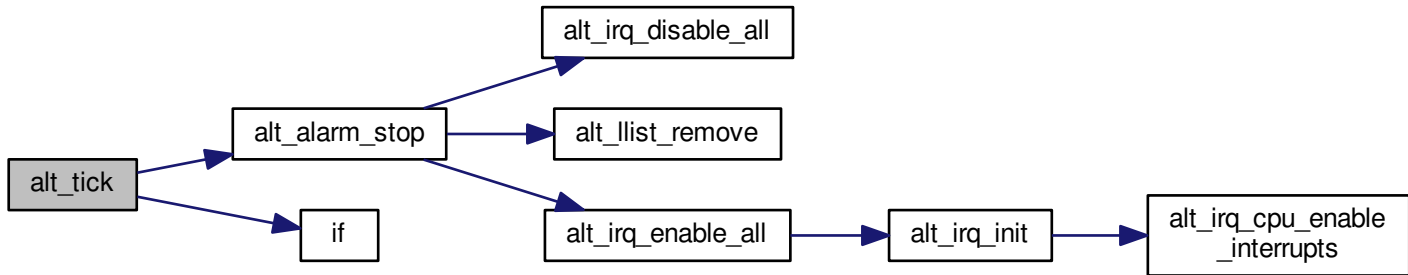 alt_irq_disable_all
alt_alarm_stop
alt_llist_remove
alt_tick
if
alt_irq_enable_all
alt_irq_init
alt_irq_cpu_enable
_interrupts